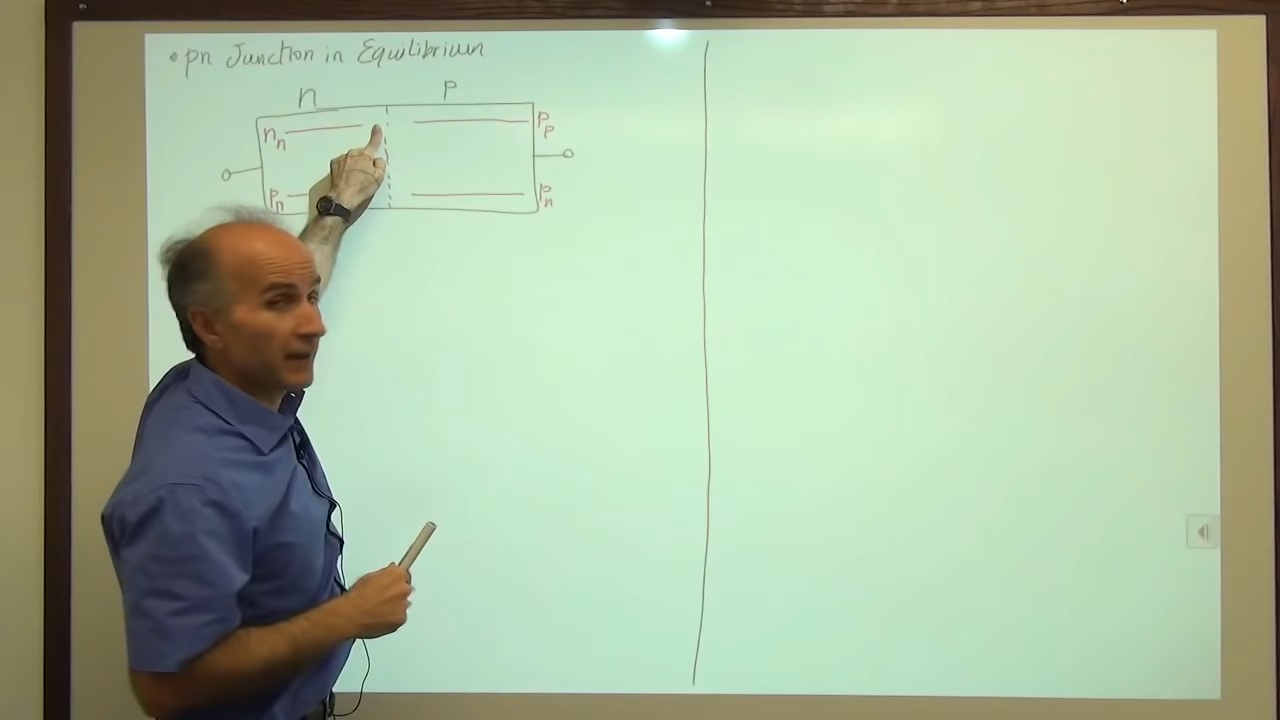 • pn Junction in Equilibrium
n p
nₙ pₚ
pₙ pₙ